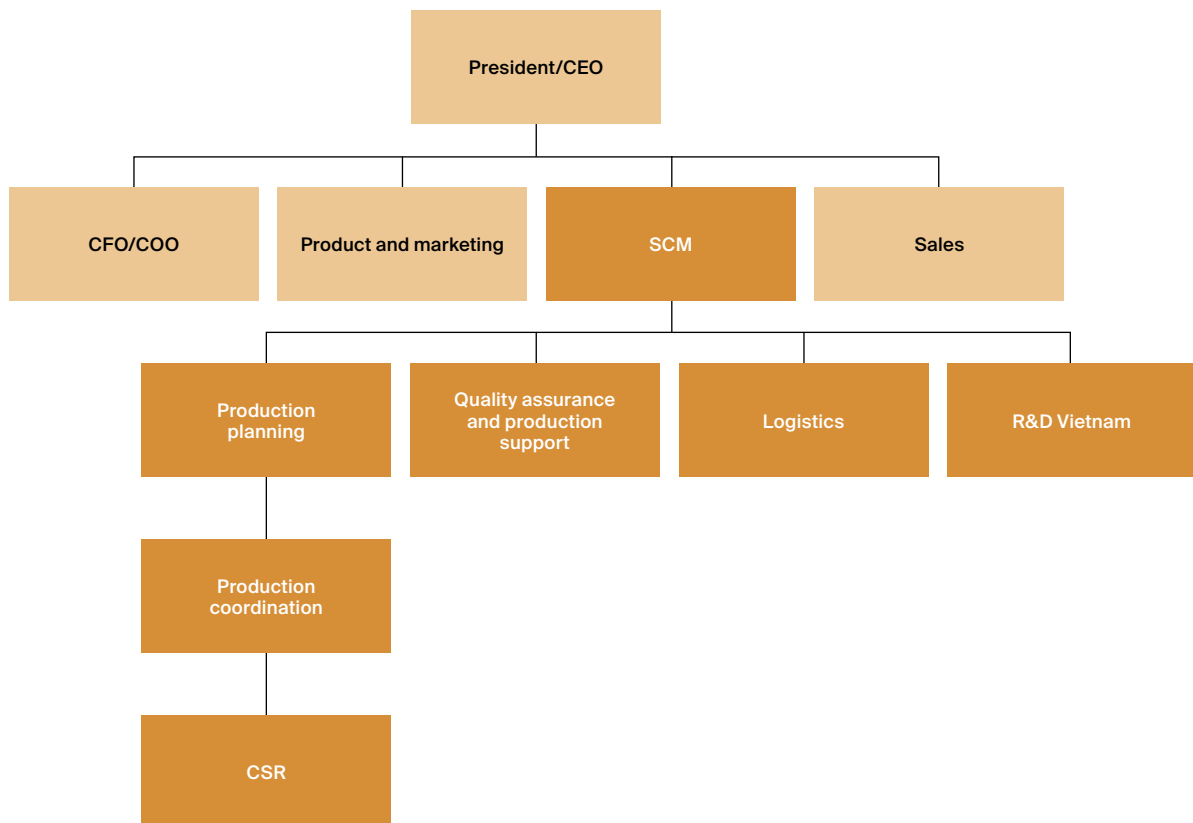 President/CEO
CFO/COO
Product and marketing
SCM
Sales
Production
planning
Quality assurance
and production
support
Logistics
R&D Vietnam
Production
coordination
CSR